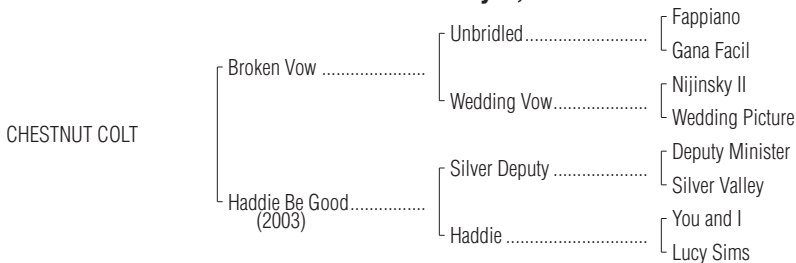 Fappiano
Unbridled
Gana Facil
Broken Vow
Nijinsky II
Wedding Vow
Wedding Picture
CHESTNUT COLT
Deputy Minister
Silver Deputy
Silver Valley
Haddie Be Good
(2003)
You and I
Haddie
Lucy Sims